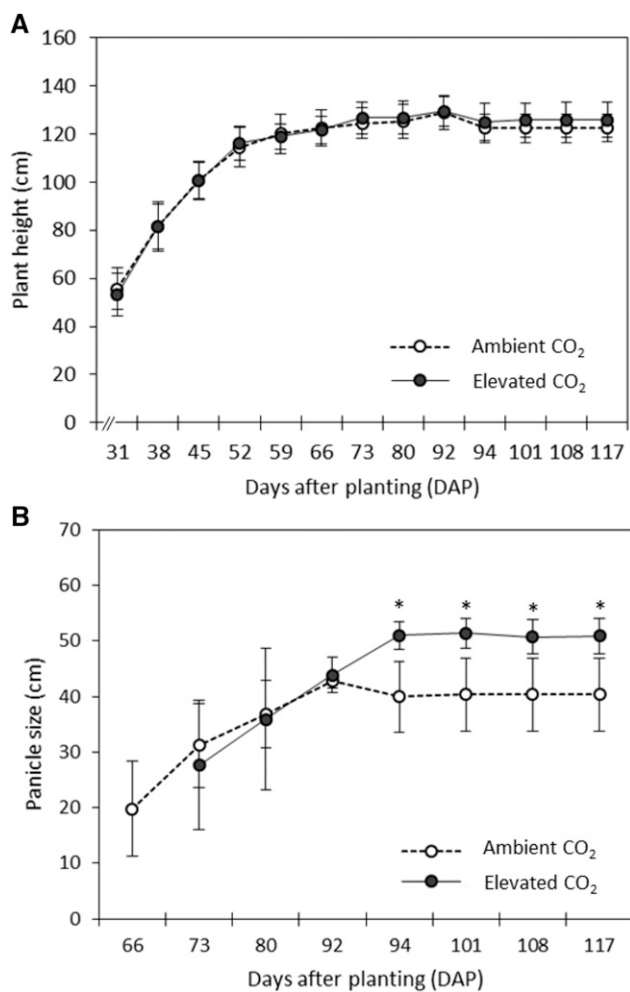 A
160
140
120
100
80
60
40
20
0
Plant height (cm)
Ambient CO₂
Elevated CO₂
31 38 45 52 59 66 73 80 92 94 101 108 117
Days after planting (DAP)
B
70
60
50
40
30
20
10
0
Panicle size (cm)
* * * *
Ambient CO₂
Elevated CO₂
66 73 80 92 94 101 108 117
Days after planting (DAP)